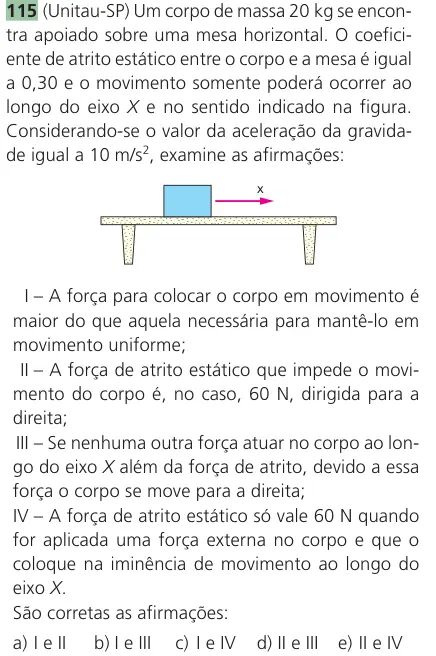 115 (Unitau-SP) Um corpo de massa 20 kg se encon-
tra apoiado sobre uma mesa horizontal. O coefici-
ente de atrito estático entre o corpo e a mesa é igual
a 0,30 e o movimento somente poderá ocorrer ao
longo do eixo X e no sentido indicado na figura.
Considerando-se o valor da aceleração da gravida-
de igual a 10 m/s², examine as afirmações:
x
I – A força para colocar o corpo em movimento é
maior do que aquela necessária para mantê-lo em
movimento uniforme;
II – A força de atrito estático que impede o movi-
mento do corpo é, no caso, 60 N, dirigida para a
direita;
III – Se nenhuma outra força atuar no corpo ao lon-
go do eixo X além da força de atrito, devido a essa
força o corpo se move para a direita;
IV – A força de atrito estático só vale 60 N quando
for aplicada uma força externa no corpo e que o
coloque na iminência de movimento ao longo do
eixo X.
São corretas as afirmações:
a) I e II b) I e III c) I e IV d) II e III e) II e IV